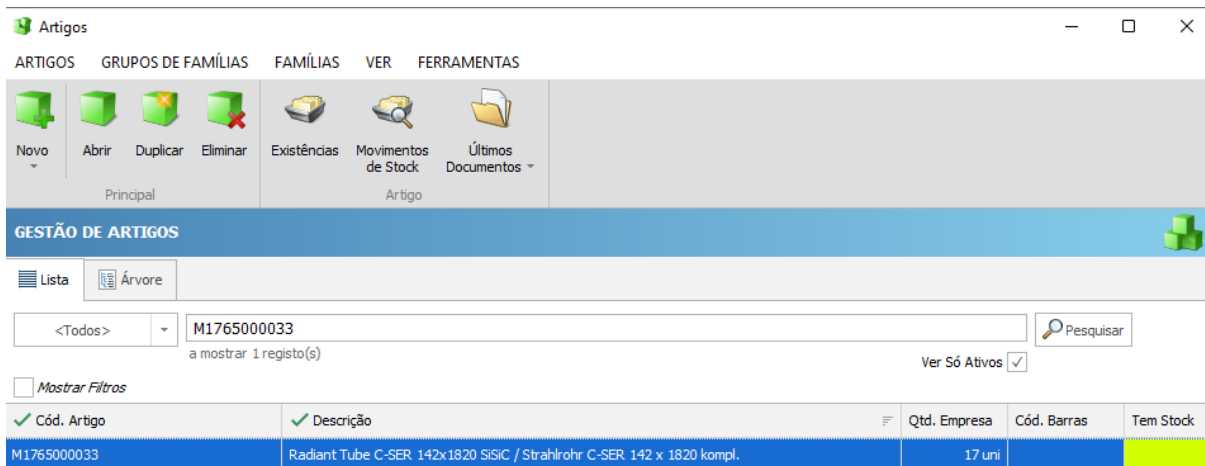 Artigos
ARTIGOS GRUPOS DE FAMÍLIAS FAMÍLIAS VER FERRAMENTAS
Novo Abrir Duplicar Eliminar Existências Movimentos de Stock Últimos Documentos
Principal Artigo
GESTÃO DE ARTIGOS
Lista Árvore
<Todos> M1765000033 Pesquisar
a mostrar 1 registo(s)
Ver Só Ativos
Mostrar Filtros
Cód. Artigo Descrição Qtd. Empresa Cód. Barras Tem Stock
M1765000033 Radiant Tube C-SER 142x1820 SiSiC / Strahlrohr C-SER 142 x 1820 kompl. 17 uni